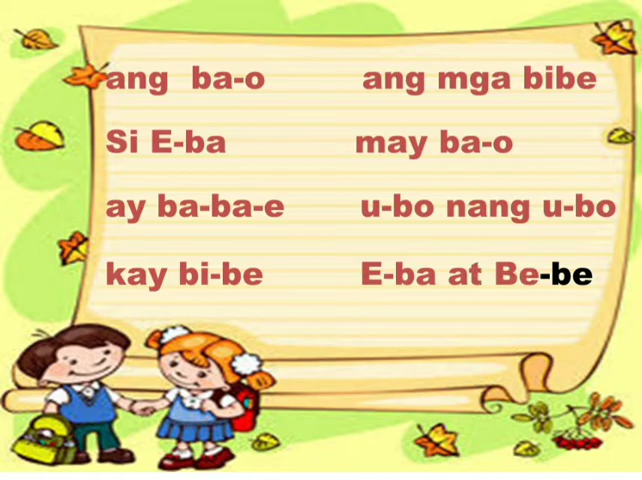 ang ba-o
Si E-ba
ay ba-ba-e
kay bi-be
ang mga bibe
may ba-o
u-bo nang u-bo
E-ba at Be-be